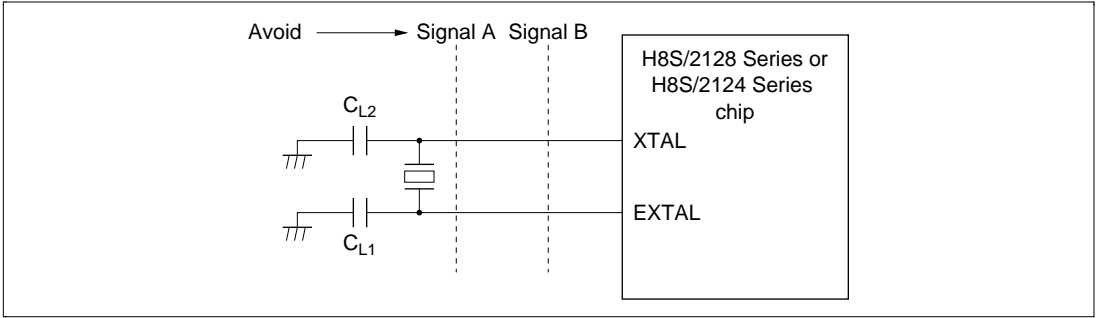 Avoid Signal A Signal B
H8S/2128 Series or
H8S/2124 Series
chip
CL2
XTAL
EXTAL
CL1